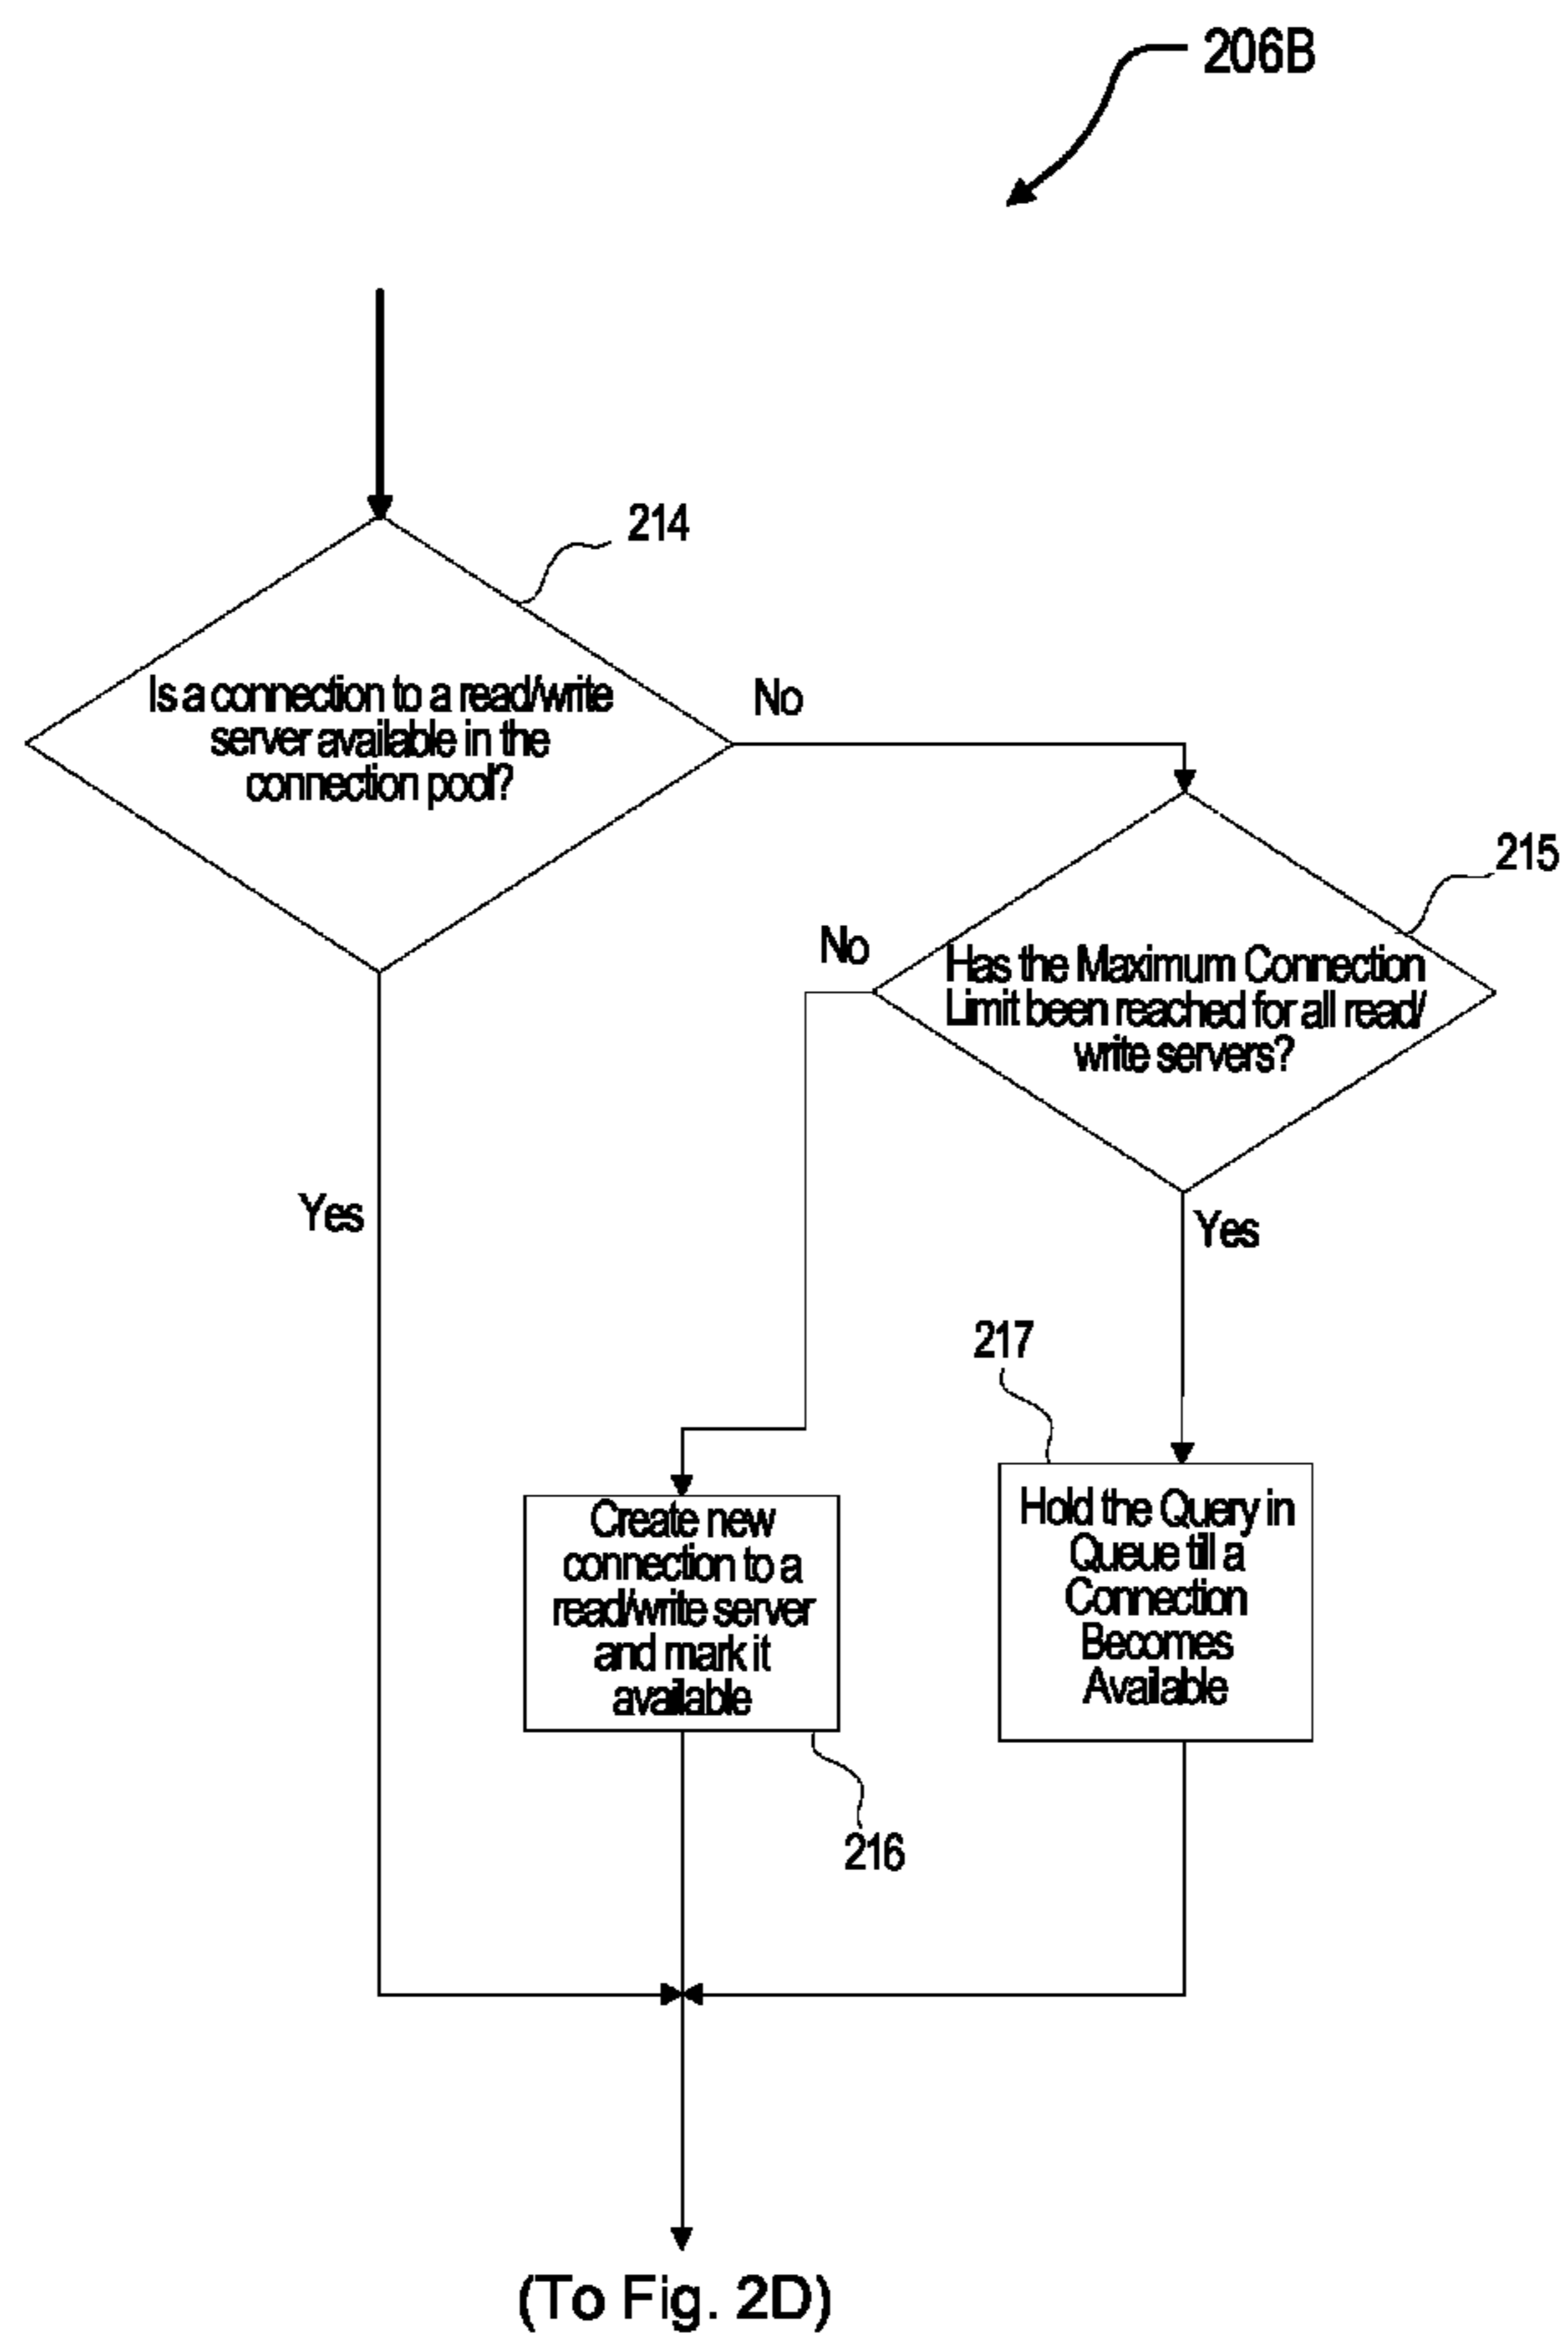 206B
214
Is a connection to a read/write
server available in the
connection pool?
No
215
No
Has the Maximum Connection
Limit been reached for all read/
write servers?
Yes
Yes
217
Hold the Query in
Queue till a
Connection
Becomes
Available
Create new
connection to a
read/write server
and mark it
available
216
(To Fig. 2D)